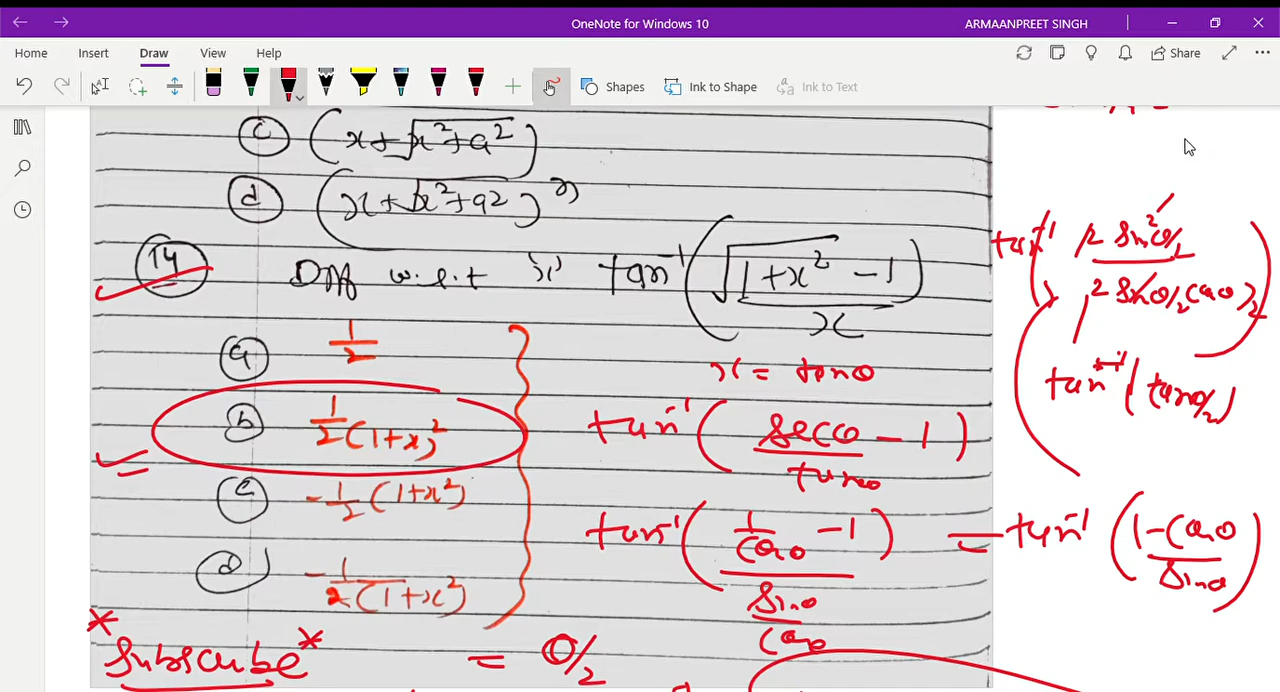 OneNote for Windows 10
ARMAANPREET SINGH
Home Insert Draw View Help
Share
Shapes
Ink to Shape
Ink to Text
c (x + √x²+a²)
d (x + √x²+a2)ⁿ
14 Diff w.r.t 'x' tan⁻¹(√1+x² - 1 / x)
a 1/2
b 1/2(1+x)²
c -1/2(1+x²)
d -1/2(1+x²)
x = tanθ
tan⁻¹(secθ - 1 / tanθ)
tan⁻¹(1/cosθ - 1 / sinθ/cosθ) = tan⁻¹(1-cosθ / sinθ)
tan⁻¹(2 sin²θ/2 / 2 sinθ/2 cosθ/2)
tan⁻¹(tanθ/2)
= θ/2
*Subscribe*